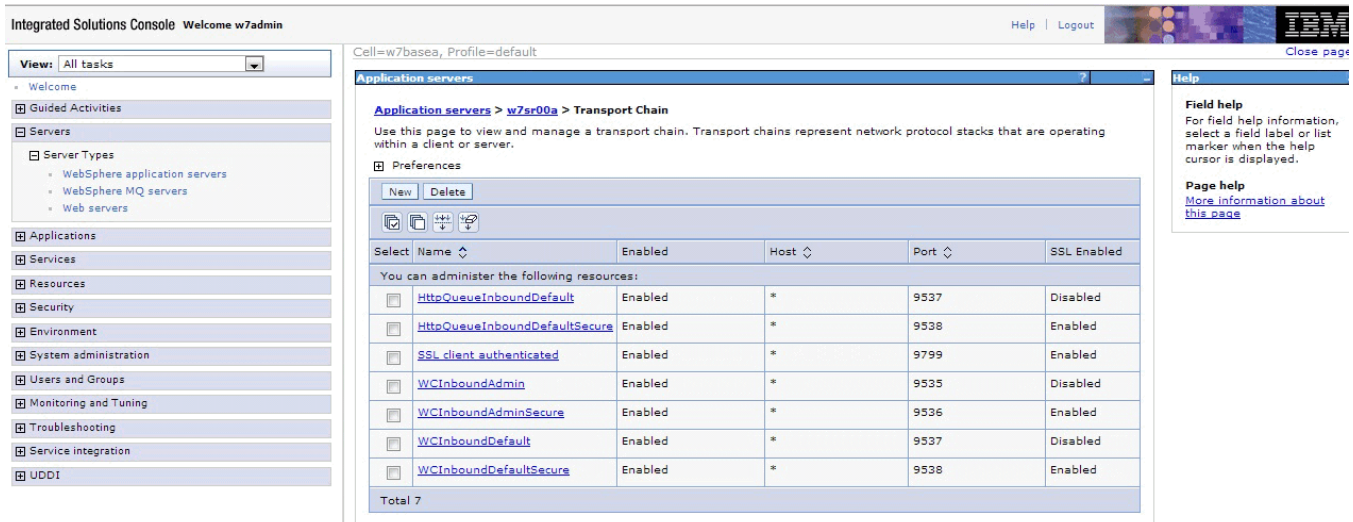 Integrated Solutions Console Welcome w7admin
Help | Logout
IBM
View: All tasks
Welcome
Guided Activities
Servers
Server Types
WebSphere application servers
WebSphere MQ servers
Web servers
Applications
Services
Resources
Security
Environment
System administration
Users and Groups
Monitoring and Tuning
Troubleshooting
Service integration
UDDI
Cell=w7basea, Profile=default
Close page
Application servers ? -
Application servers > w7sr00a > Transport Chain
Use this page to view and manage a transport chain. Transport chains represent network protocol stacks that are operating
within a client or server.
Preferences
New Delete
Select Name Enabled Host Port SSL Enabled
You can administer the following resources:
HttpQueueInboundDefault Enabled * 9537 Disabled
HttpQueueInboundDefaultSecure Enabled * 9538 Enabled
SSL client authenticated Enabled * 9799 Enabled
WCInboundAdmin Enabled * 9535 Disabled
WCInboundAdminSecure Enabled * 9536 Enabled
WCInboundDefault Enabled * 9537 Disabled
WCInboundDefaultSecure Enabled * 9538 Enabled
Total 7
Help
Field help
For field help information,
select a field label or list
marker when the help
cursor is displayed.
Page help
More information about
this page